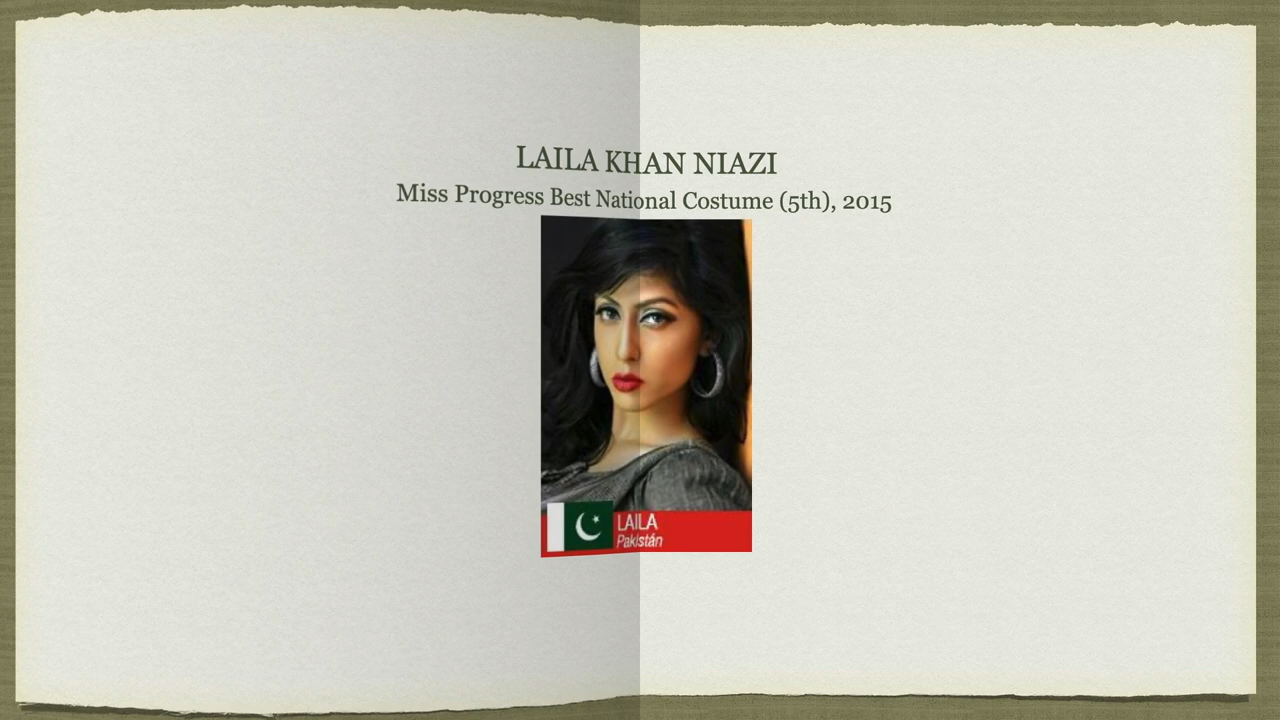 LAILA KHAN NIAZI
Miss Progress Best National Costume (5th), 2015
LAILA
Pakistán